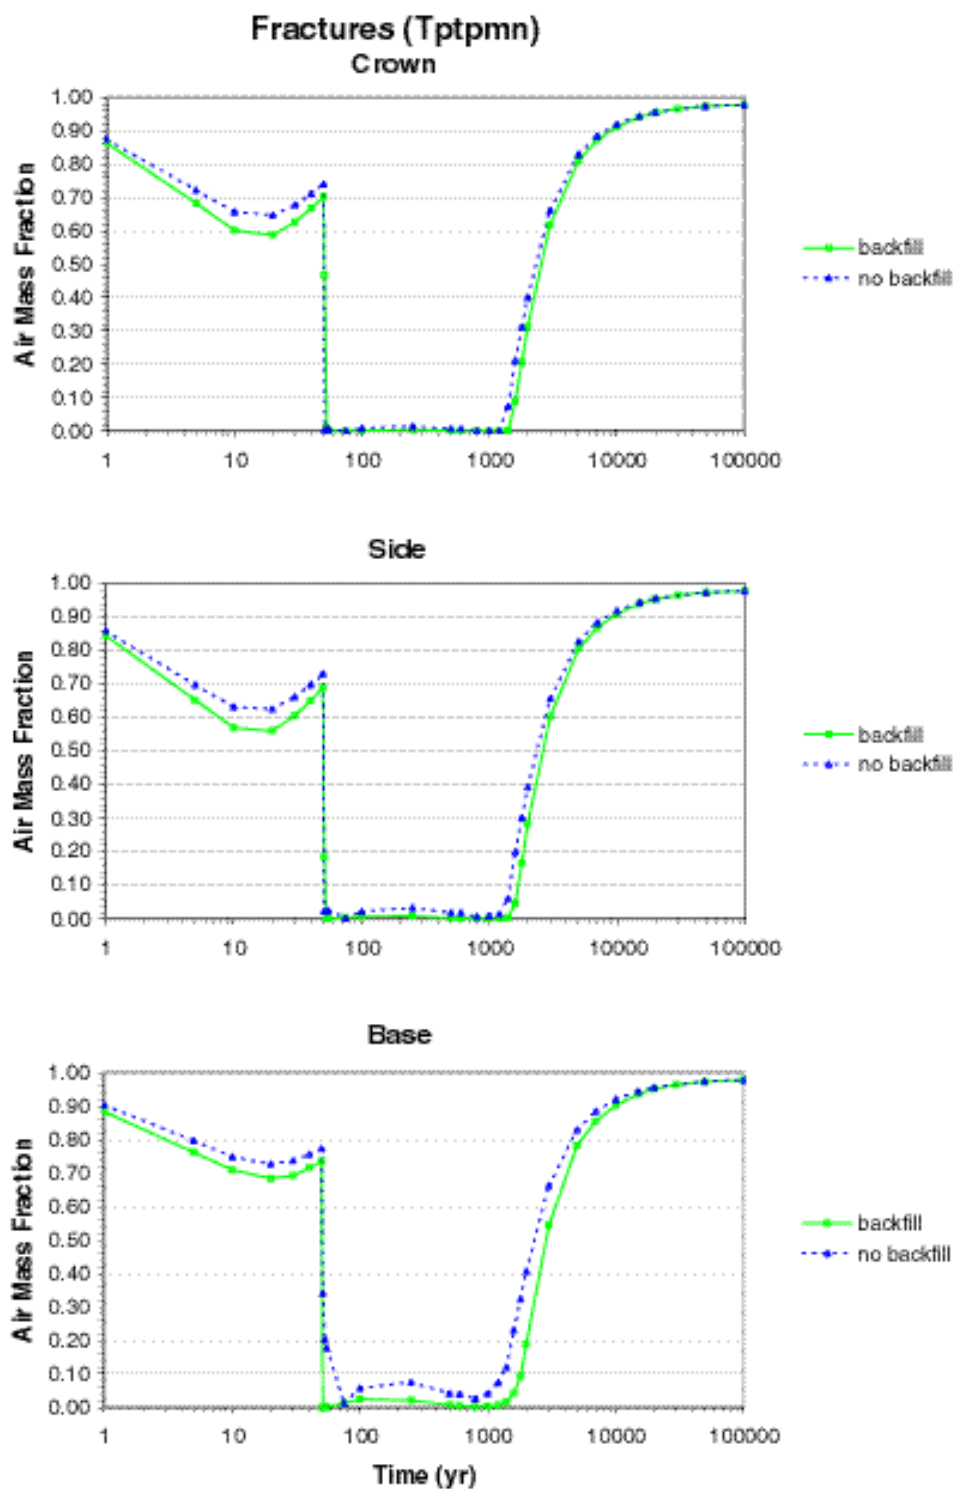 Fractures (Tptpmn)
Crown
1.00
0.90
0.80
0.70
0.60
0.50
0.40
0.30
0.20
0.10
0.00
Air Mass Fraction
1 10 100 1000 10000 100000
backfill
no backfill
Side
1.00
0.90
0.80
0.70
0.60
0.50
0.40
0.30
0.20
0.10
0.00
Air Mass Fraction
1 10 100 1000 10000 100000
backfill
no backfill
Base
1.00
0.90
0.80
0.70
0.60
0.50
0.40
0.30
0.20
0.10
0.00
Air Mass Fraction
1 10 100 1000 10000 100000
Time (yr)
backfill
no backfill